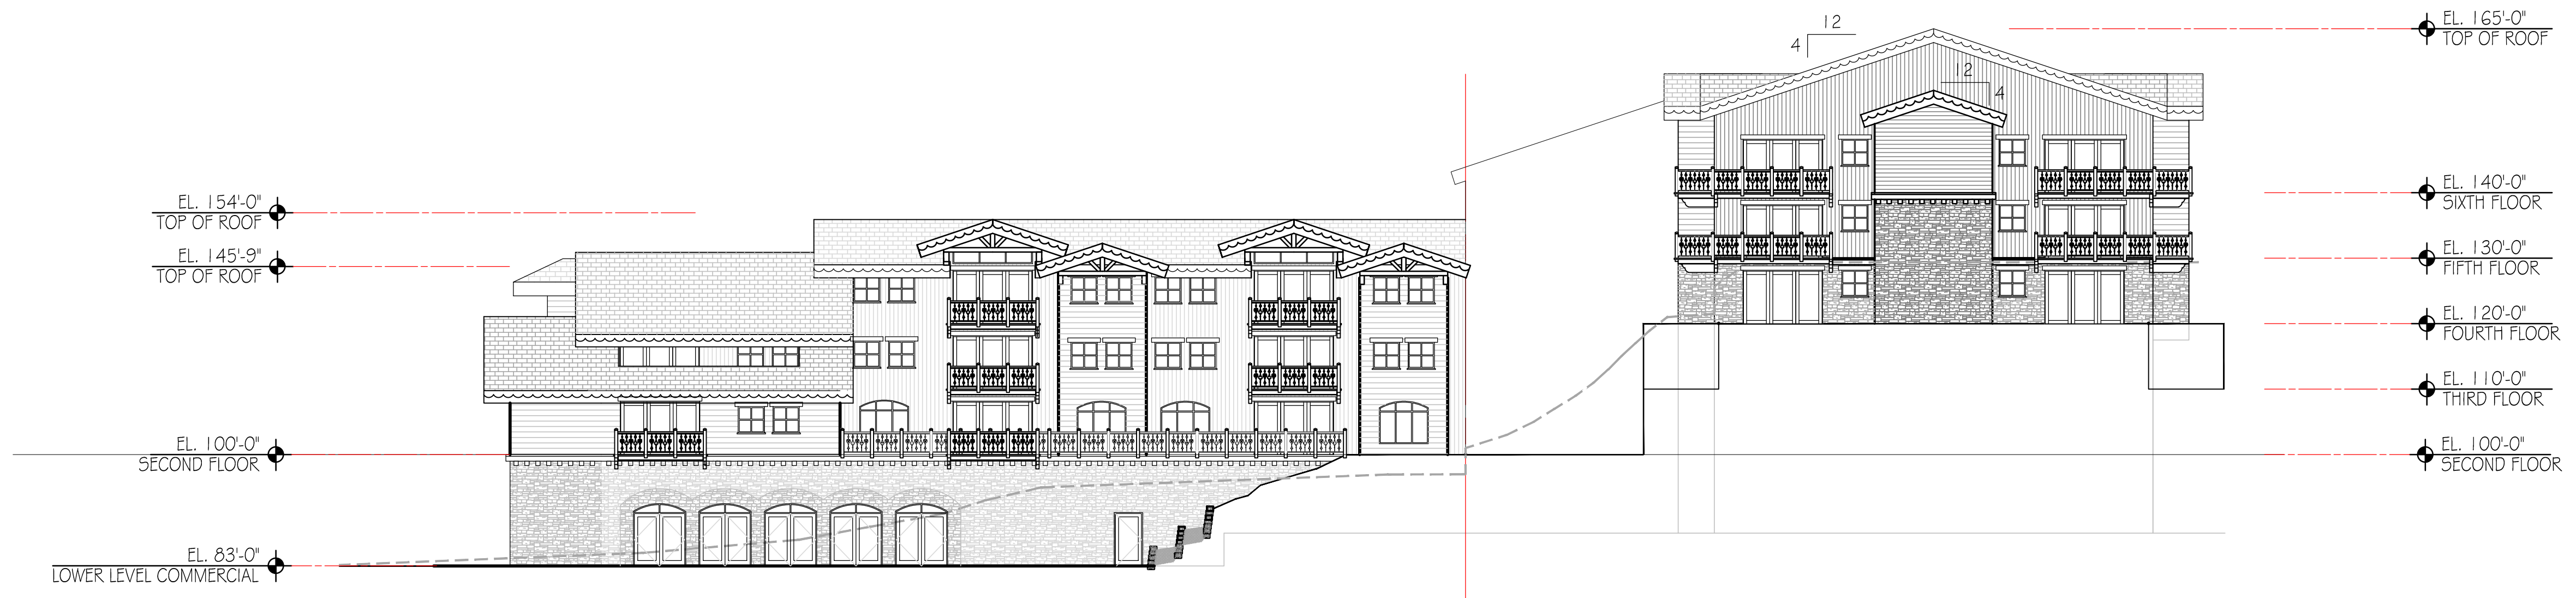 EL. 154'-0"
TOP OF ROOF
EL. 145'-9"
TOP OF ROOF
EL. 100'-0"
SECOND FLOOR
EL. 83'-0"
LOWER LEVEL COMMERCIAL
12
4
12
4
EL. 165'-0"
TOP OF ROOF
EL. 140'-0"
SIXTH FLOOR
EL. 130'-0"
FIFTH FLOOR
EL. 120'-0"
FOURTH FLOOR
EL. 110'-0"
THIRD FLOOR
EL. 100'-0"
SECOND FLOOR